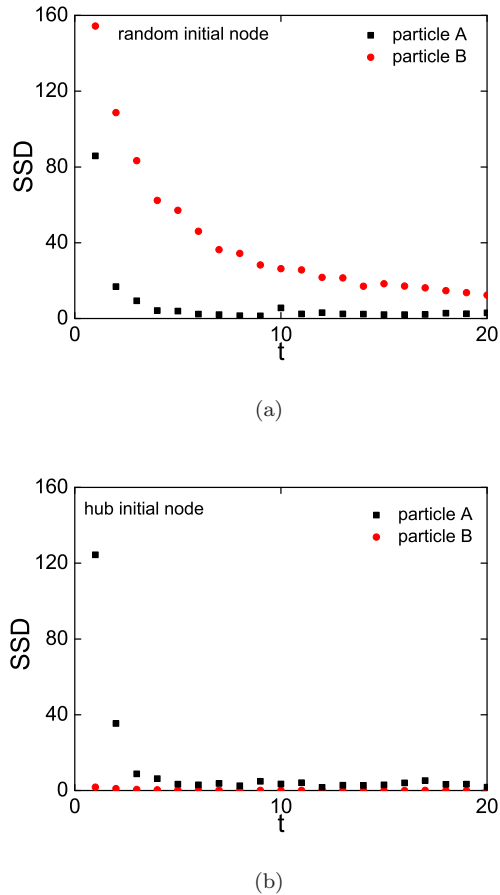 160
120
80
40
0
SSD
random initial node
particle A
particle B
0
10
20
t
(a)
160
120
80
40
0
SSD
hub initial node
particle A
particle B
0
10
20
t
(b)